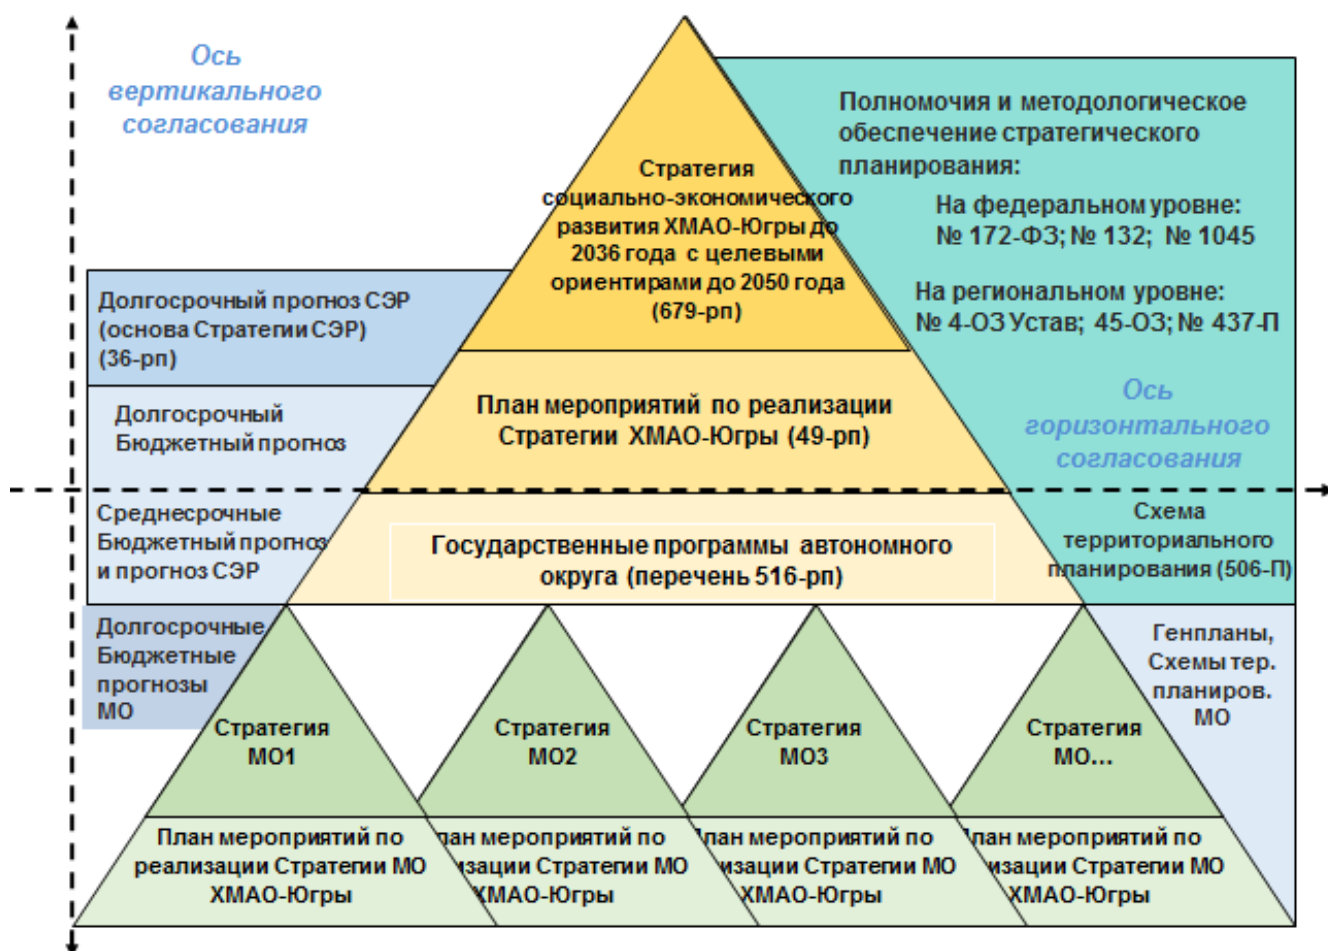 Ось
вертикального
согласования
Полномочия и методологическое
обеспечение стратегического
планирования:
На федеральном уровне:
№ 172-ФЗ; № 132; № 1045
На региональном уровне:
№ 4-ОЗ Устав; 45-ОЗ; № 437-П
Стратегия
социально-экономического
развития ХМАО-Югры до
2036 года с целевыми
ориентирами до 2050 года
(679-рп)
Долгосрочный прогноз СЭР
(основа Стратегии СЭР)
(36-рп)
Долгосрочный
Бюджетный прогноз
План мероприятий по реализации
Стратегии ХМАО-Югры (49-рп)
Ось
горизонтального
согласования
Среднесрочные
Бюджетный прогноз
и прогноз СЭР
Государственные программы автономного
округа (перечень 516-рп)
Схема
территориального
планирования (506-П)
Долгосрочные
Бюджетные
прогнозы
МО
Генпланы,
Схемы тер.
планиров.
МО
Стратегия
МО1
Стратегия
МО2
Стратегия
МО3
Стратегия
МО...
План мероприятий по
реализации Стратегии МО
ХМАО-Югры
лан мероприятий по
изации Стратегии МО
ХМАО-Югры
лан мероприятий по
изации Стратегии МО
ХМАО-Югры
лан мероприятий по
изации Стратегии МО
ХМАО-Югры